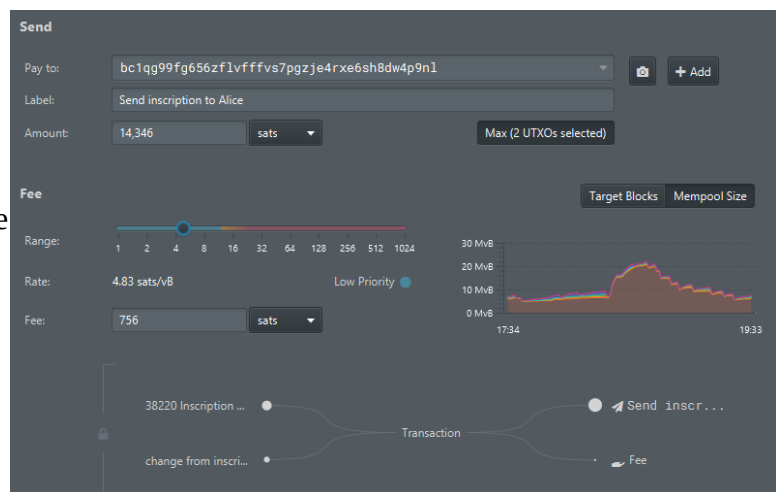 Send
Pay to: bc1qg99fg656zflvfffvs7pgzje4rxe6sh8dw4p9nl + Add
Label: Send inscription to Alice
Amount: 14,346 sats Max (2 UTXOs selected)
Fee Target Blocks Mempool Size
e
Range: 1 2 4 8 16 32 64 128 256 512 1024
30 MvB
20 MvB
10 MvB
0 MvB
17:34 19:33
Rate: 4.83 sats/vB Low Priority
Fee: 756 sats
38220 Inscription ... Send inscr...
Transaction
change from inscri... Fee